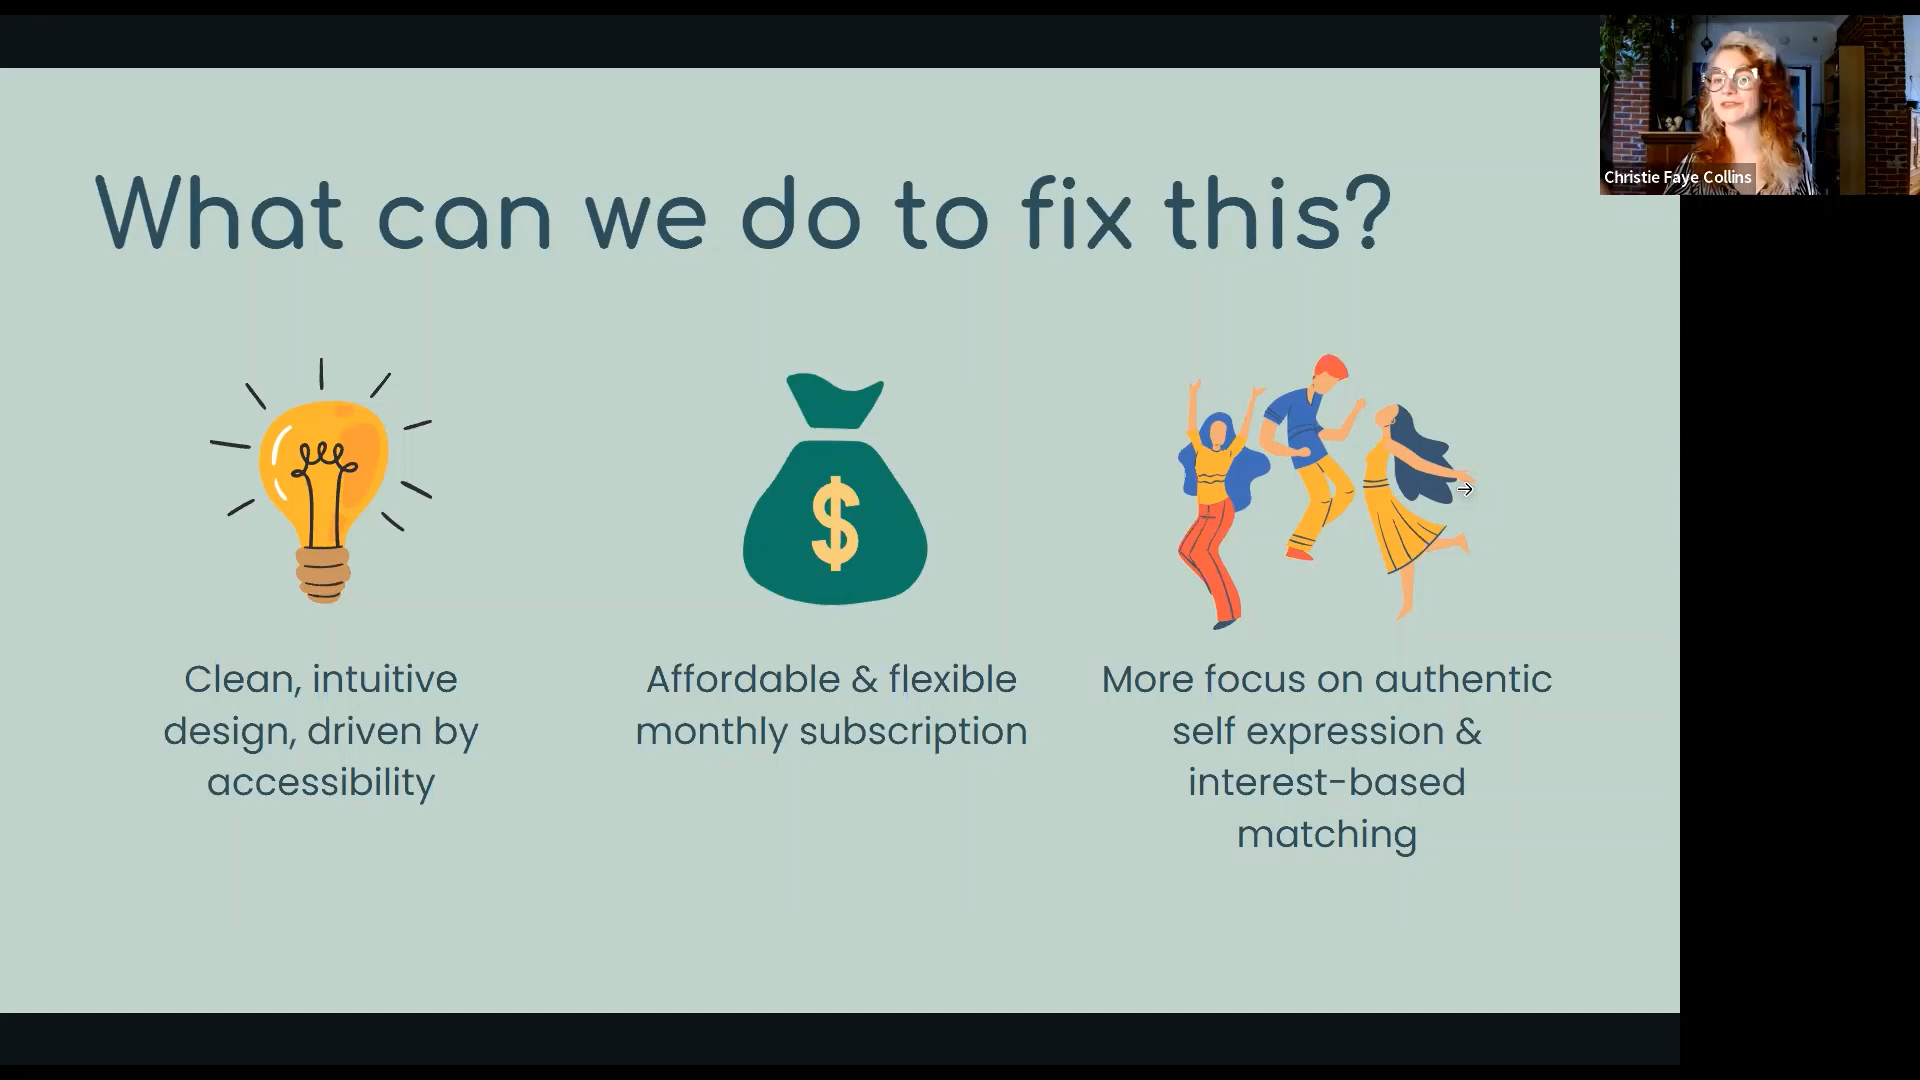 What can we do to fix this?
Christie Faye Collins
$
Clean, intuitive
design, driven by
accessibility
Affordable & flexible
monthly subscription
More focus on authentic
self expression &
interest-based
matching